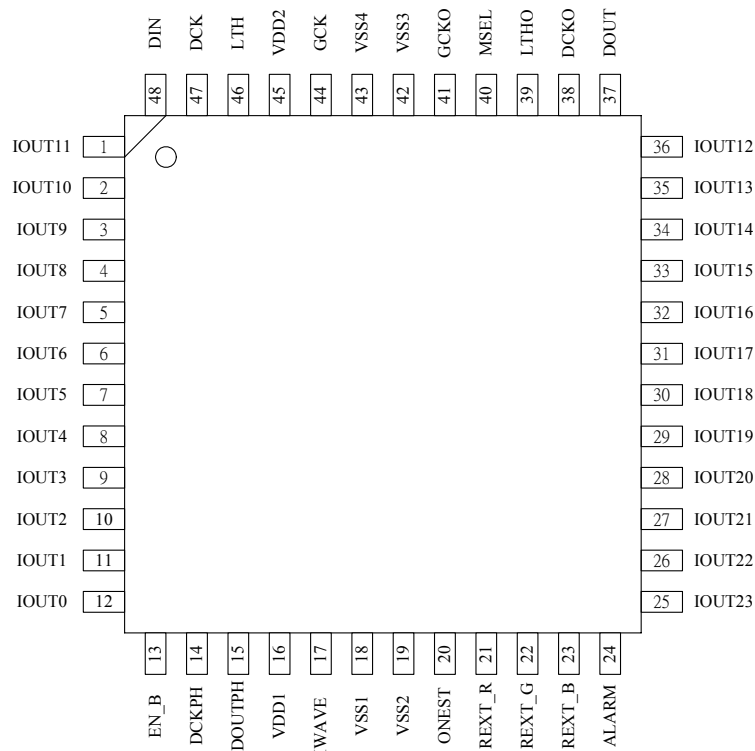 DIN DCK LTH VDD2 GCK VSS4 VSS3 GCKO MSEL LTHO DCKO DOUT
48 47 46 45 44 43 42 41 40 39 38 37
IOUT11 1 36 IOUT12
IOUT10 2 35 IOUT13
IOUT9 3 34 IOUT14
IOUT8 4 33 IOUT15
IOUT7 5 32 IOUT16
IOUT6 6 31 IOUT17
IOUT5 7 30 IOUT18
IOUT4 8 29 IOUT19
IOUT3 9 28 IOUT20
IOUT2 10 27 IOUT21
IOUT1 11 26 IOUT22
IOUT0 12 25 IOUT23
13 14 15 16 17 18 19 20 21 22 23 24
EN_B DCKPH DOUTPH VDD1 VSS1 VSS2 ONEST REXT_R REXT_G REXT_B ALARM